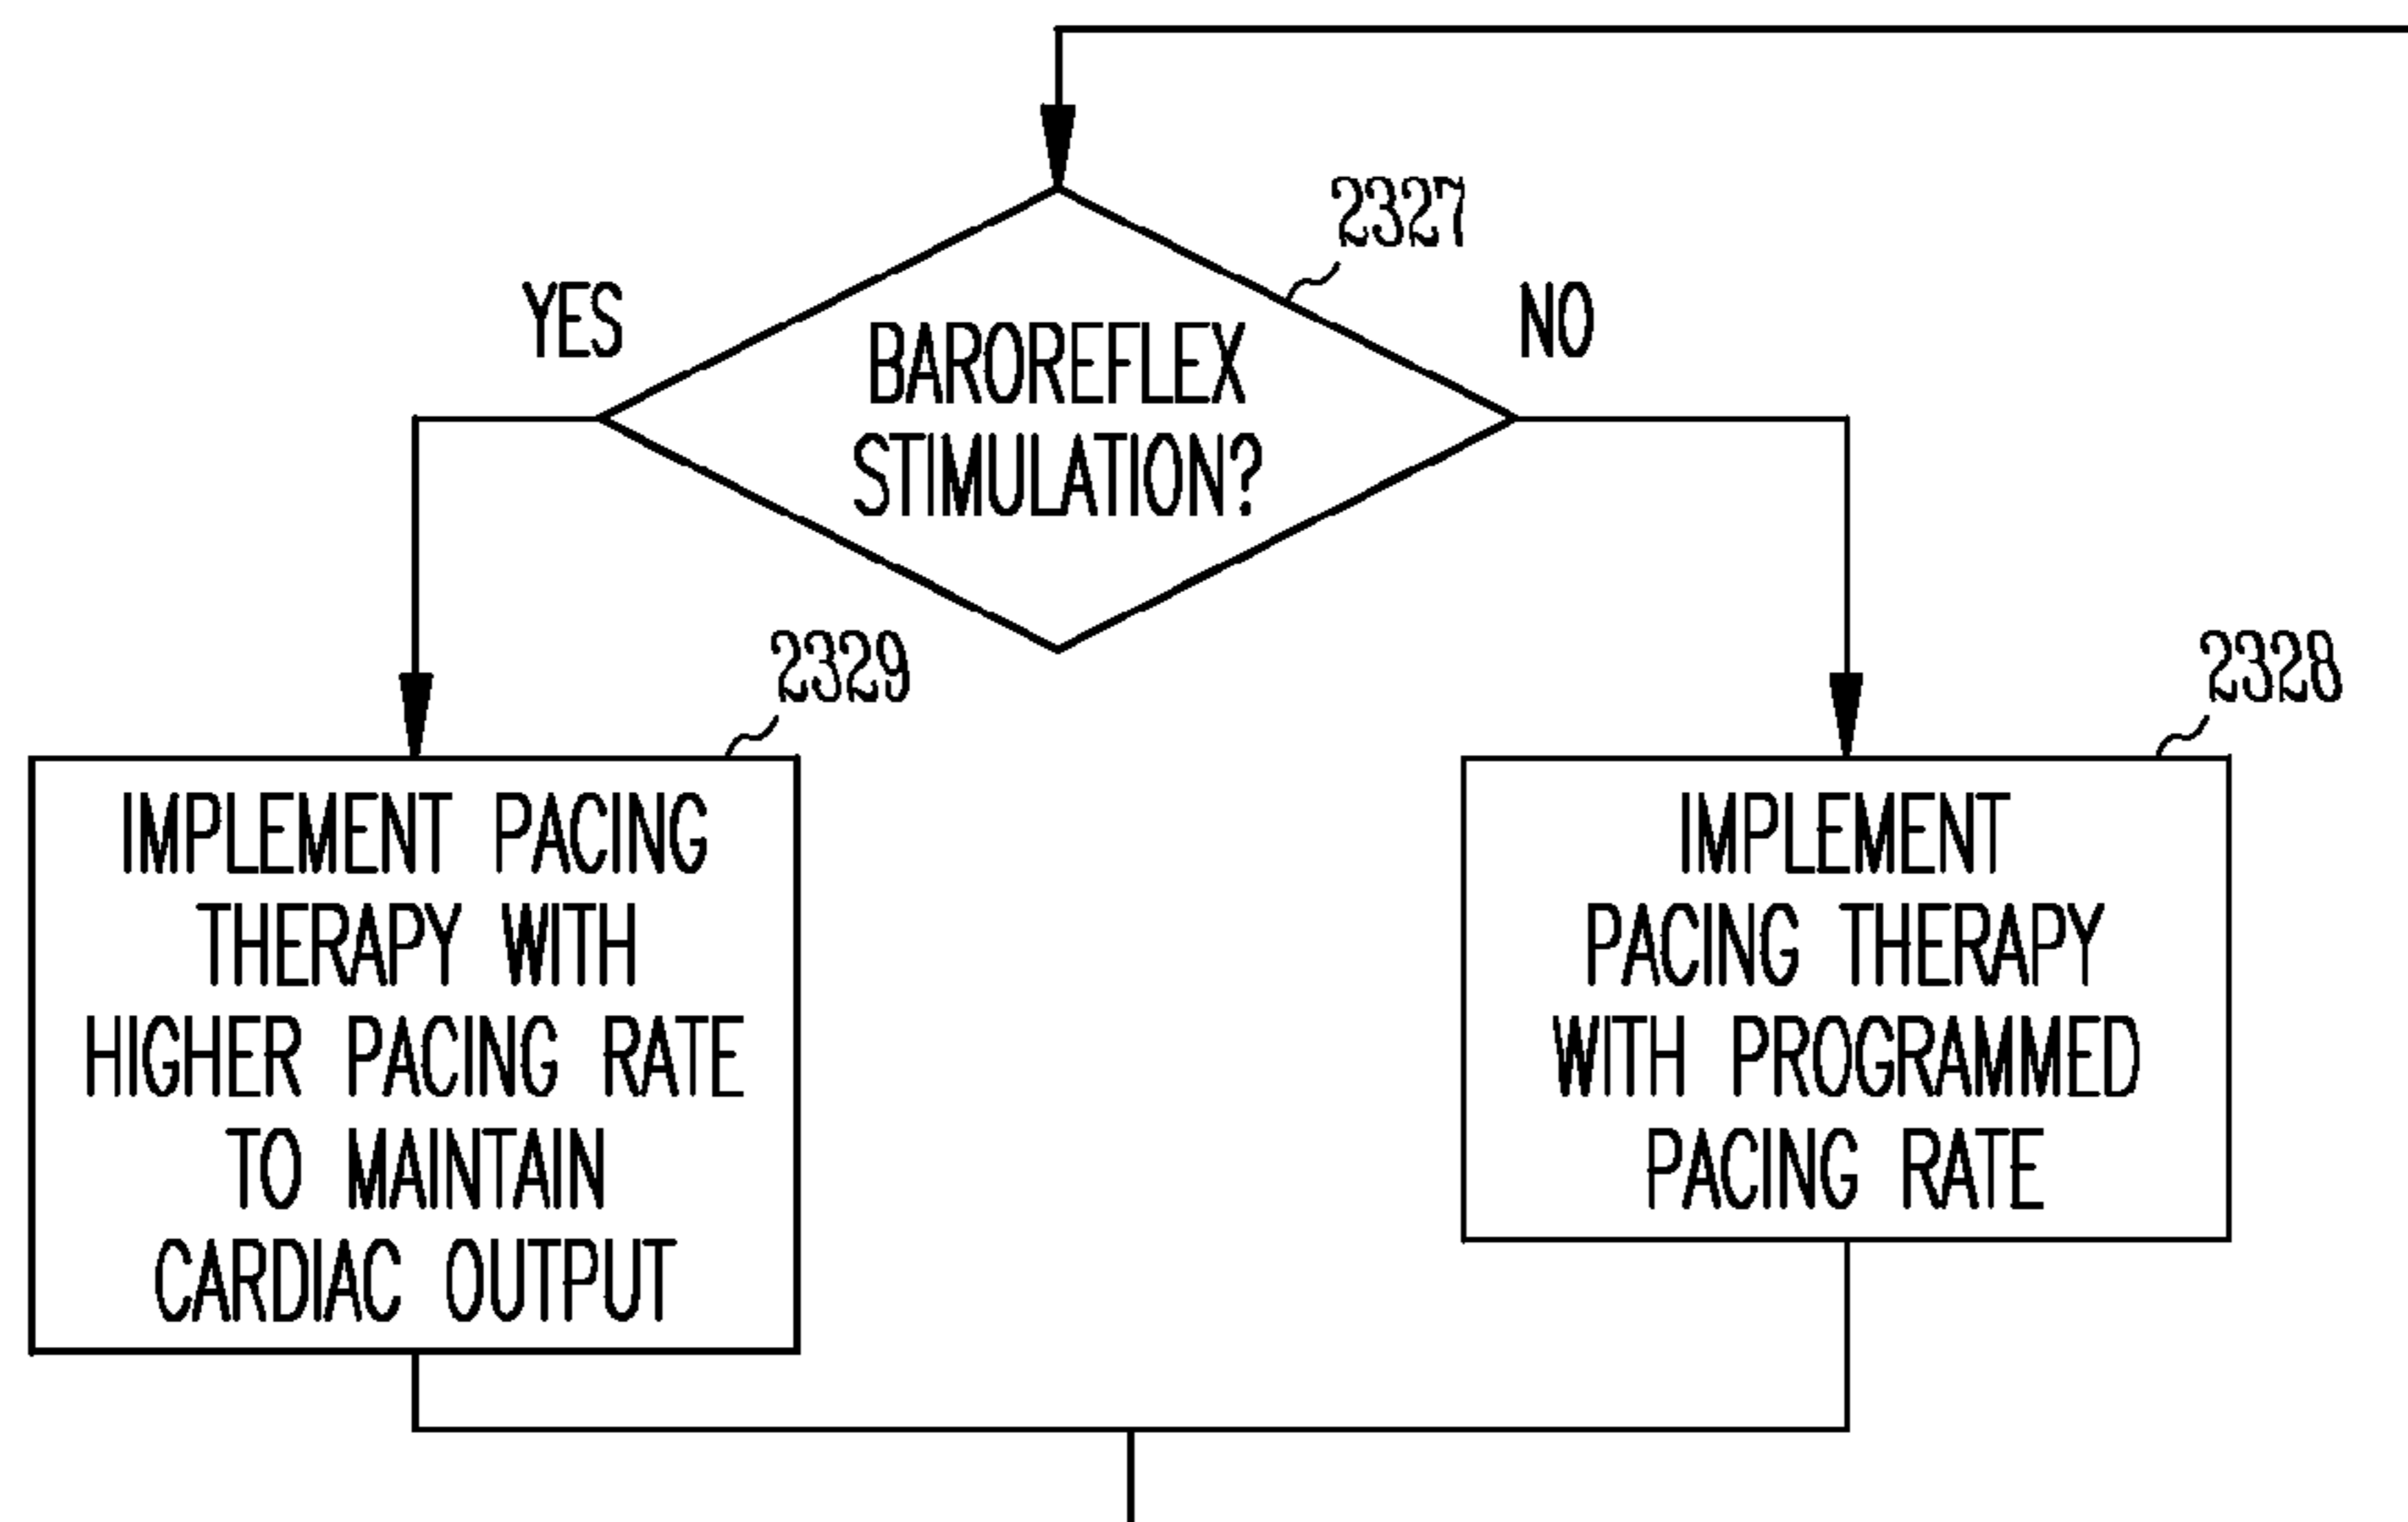 2327
YES
NO
BAROREFLEX
STIMULATION?
2329
2328
IMPLEMENT PACING
THERAPY WITH
HIGHER PACING RATE
TO MAINTAIN
CARDIAC OUTPUT
IMPLEMENT
PACING THERAPY
WITH PROGRAMMED
PACING RATE